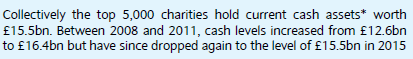 Collectively the top 5,000 charities hold current cash assets* worth
£15.5bn. Between 2008 and 2011, cash levels increased from £12.6bn
to £16.4bn but have since dropped again to the level of £15.5bn in 2015